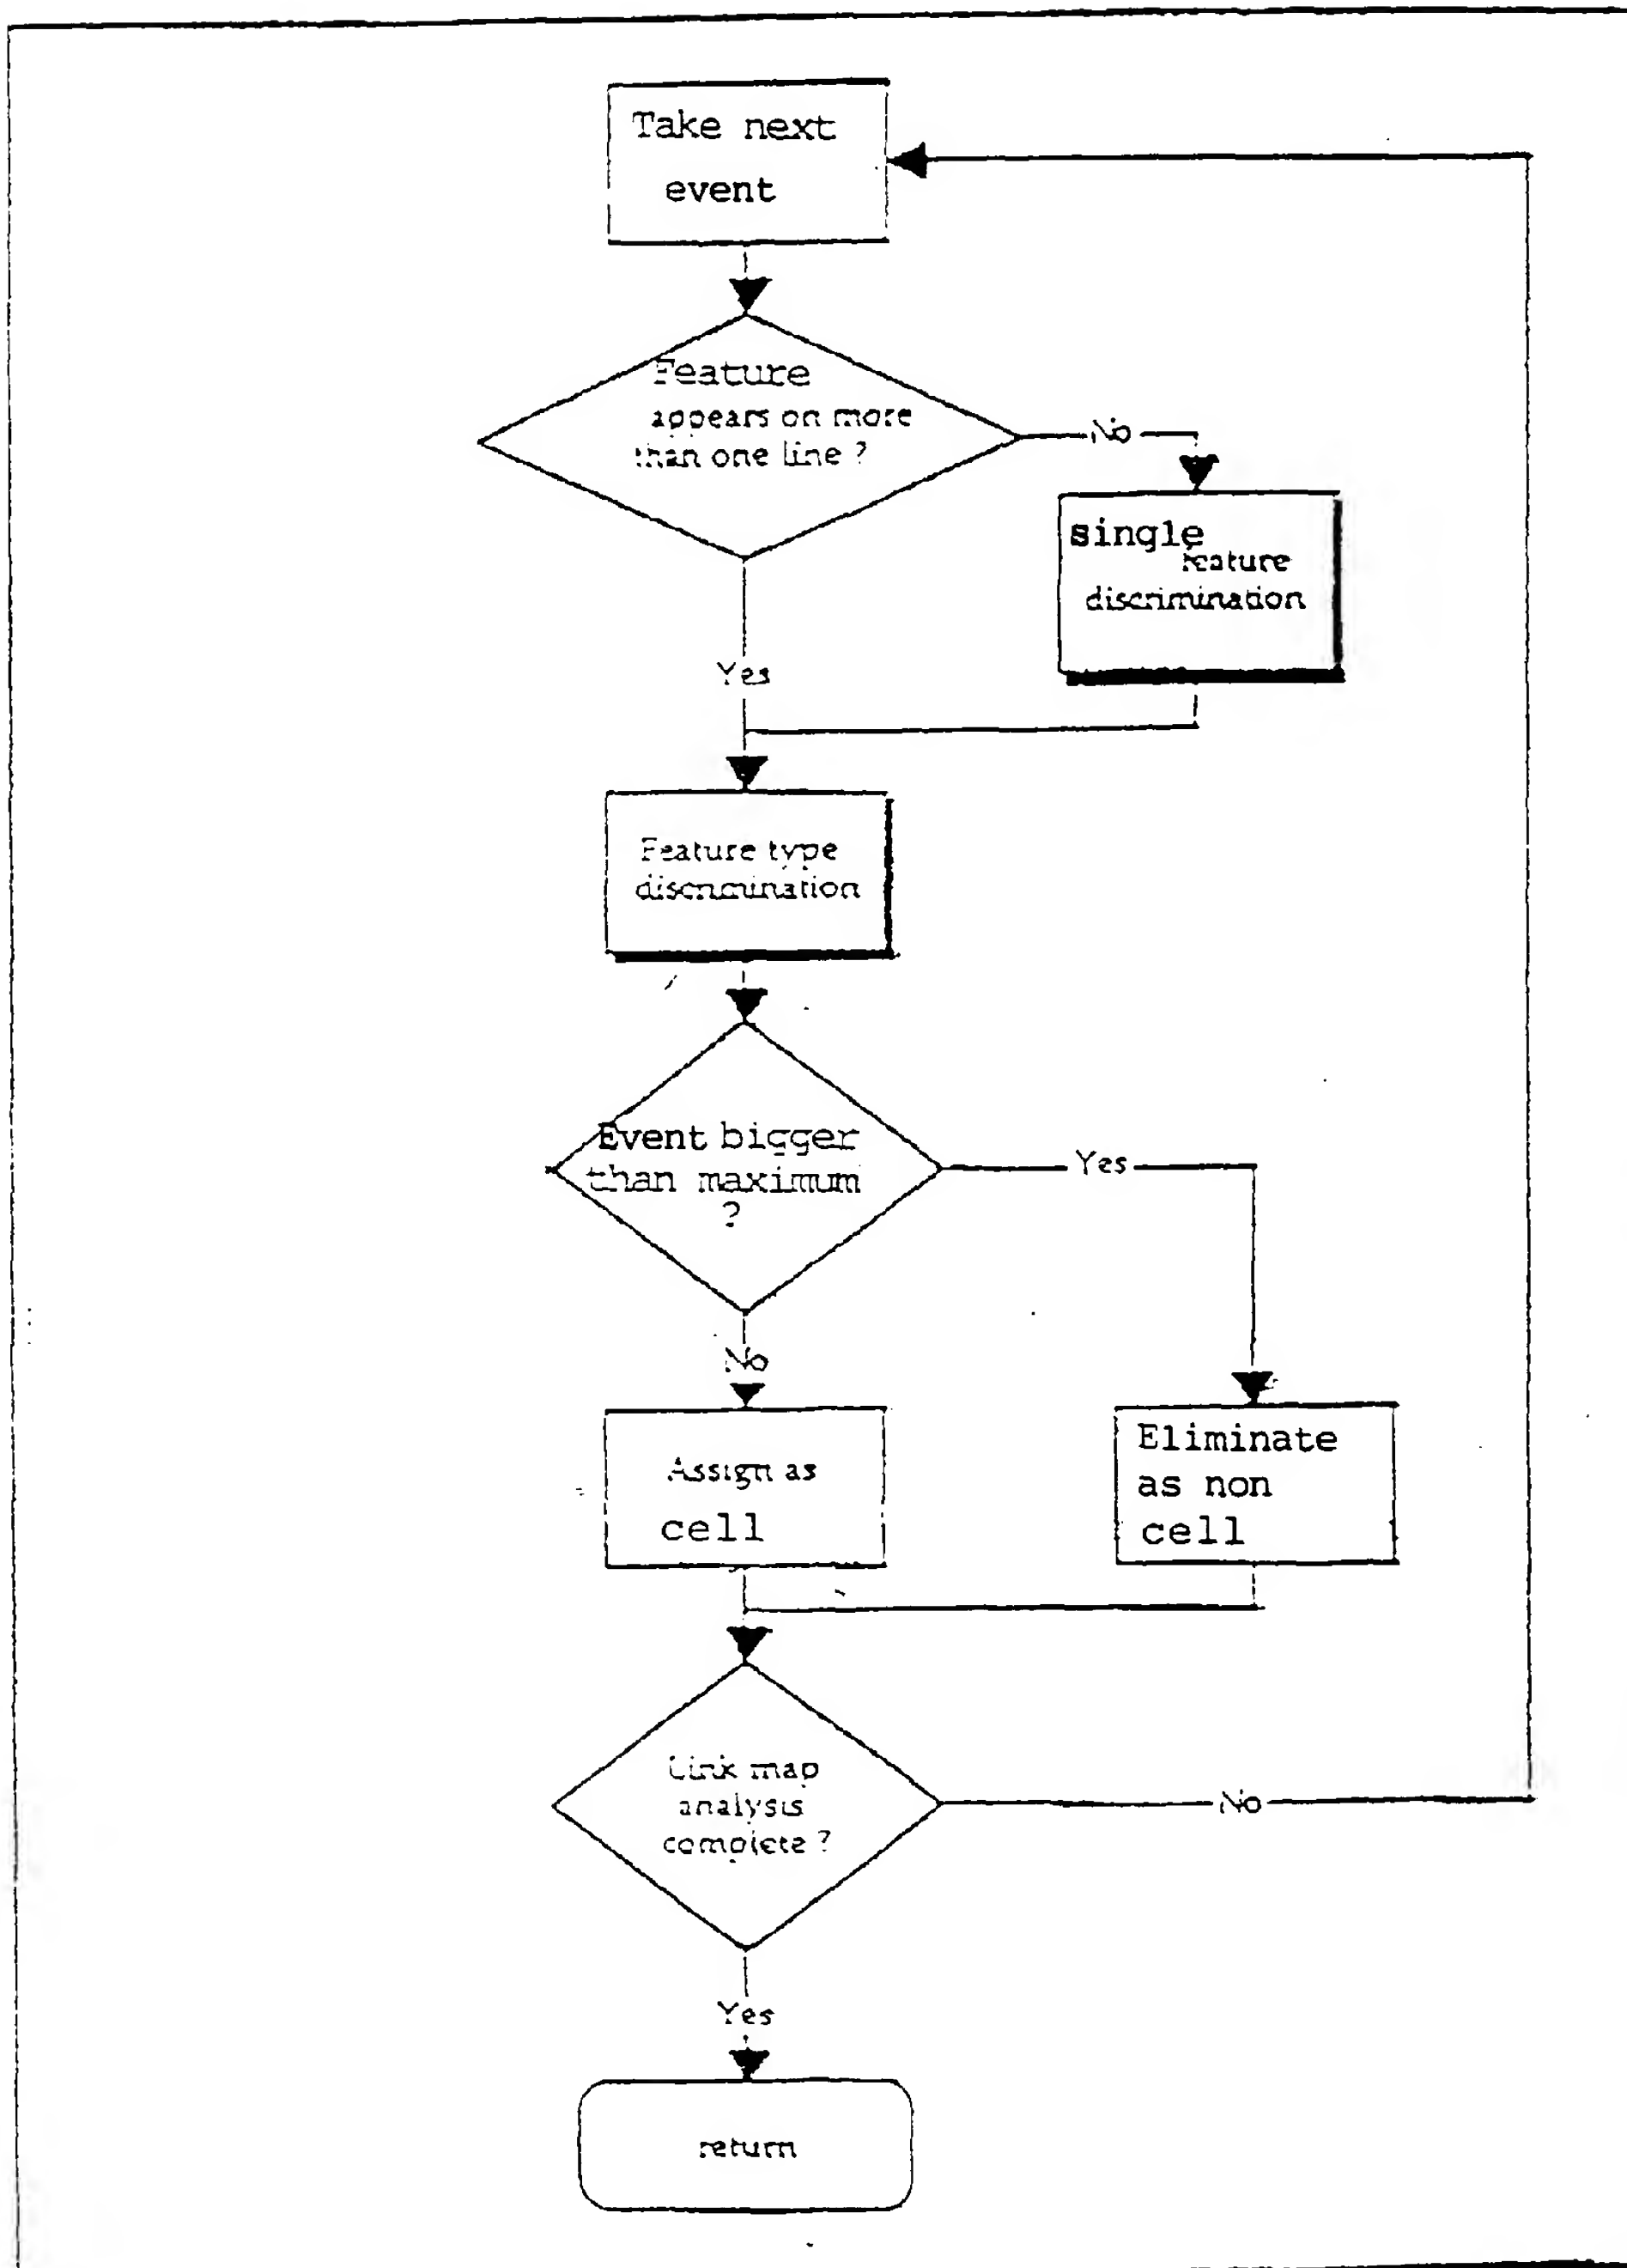 Take next
event
Feature
appears on more
than one line ?
No
single
feature
discrimination
Yes
Feature type
discrimination
Event bigger
than maximum
?
Yes
No
Assign as
cell
Eliminate
as non
cell
Link map
analysis
complete ?
No
Yes
return